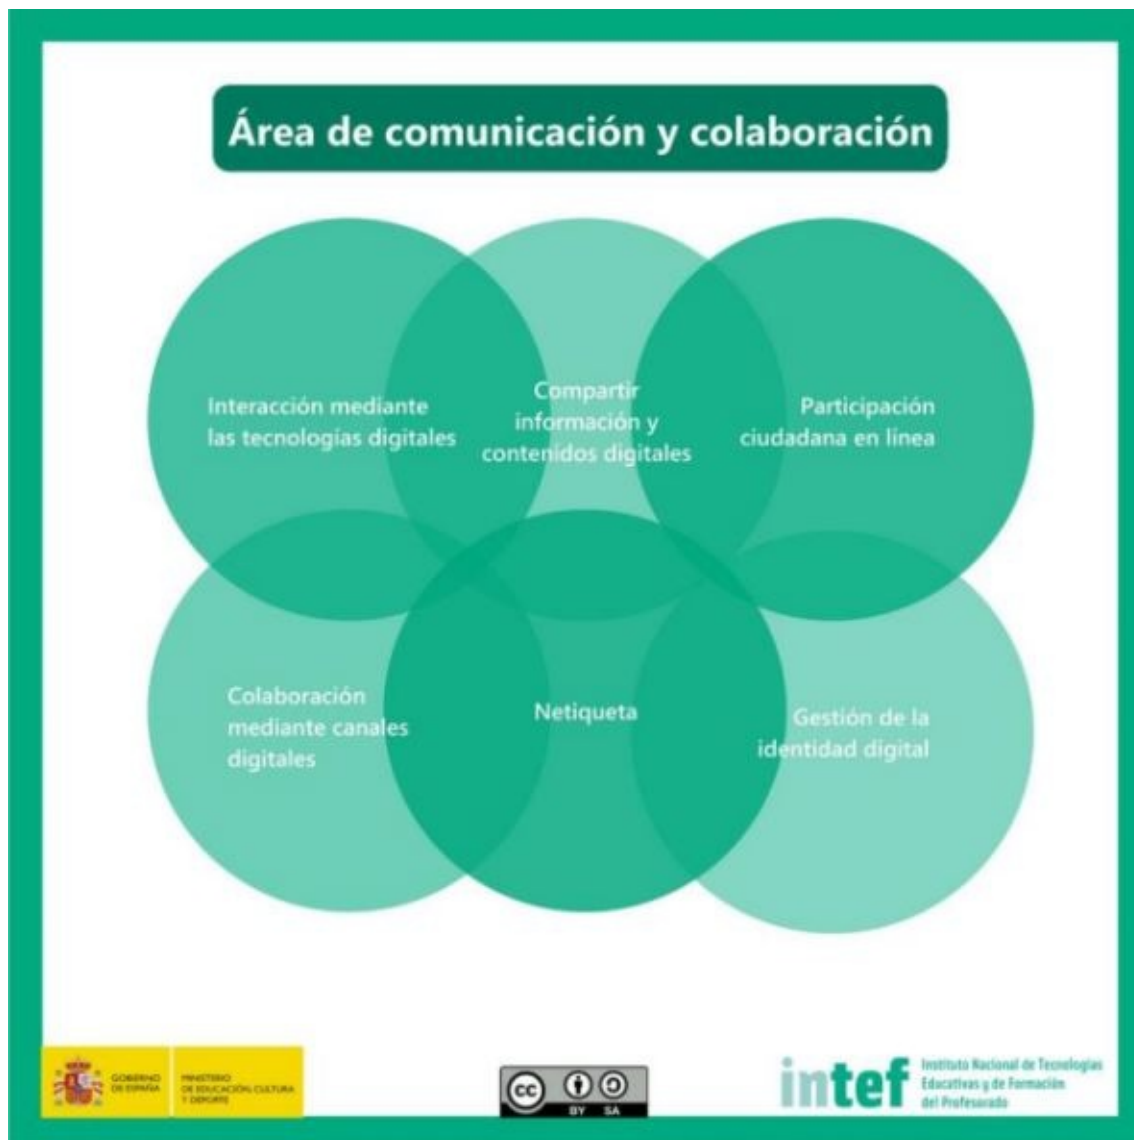 Área de comunicación y colaboración
Interacción mediante
las tecnologías digitales
Compartir
información y
contenidos digitales
Participación
ciudadana en línea
Colaboración
mediante canales
digitales
Netiqueta
Gestión de la
identidad digital
GOBIERNO
DE ESPAÑA
MINISTERIO
DE EDUCACIÓN, CULTURA
Y DEPORTE
cc
BY SA
intef
Instituto Nacional de Tecnologías
Educativas y de Formación
del Profesorado